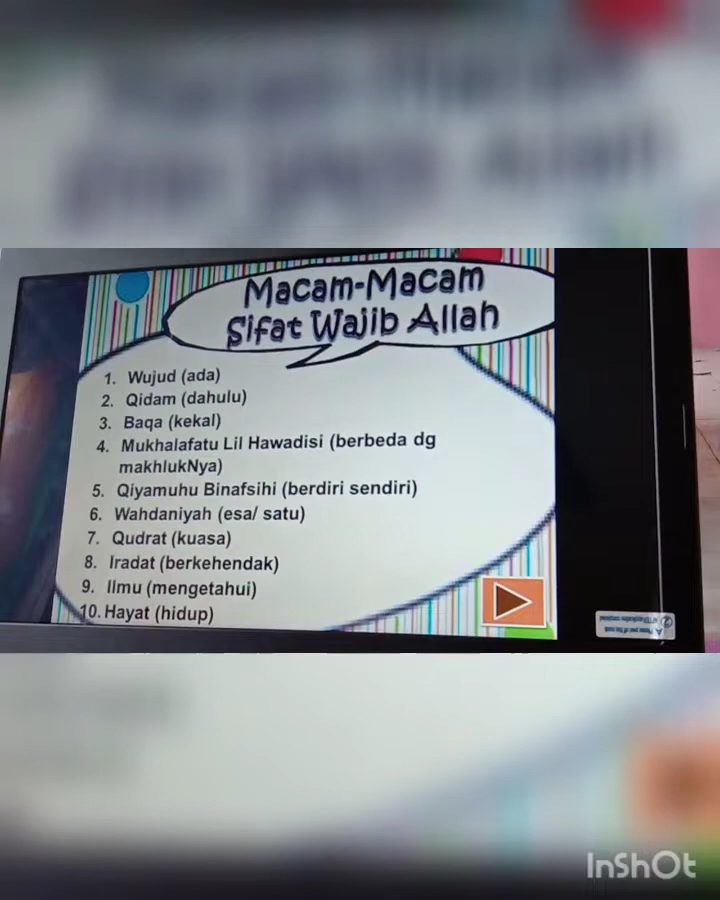 Macam-Macam
Sifat Wajib Allah
1. Wujud (ada)
2. Qidam (dahulu)
3. Baqa (kekal)
4. Mukhalafatu Lil Hawadisi (berbeda dg
makhlukNya)
5. Qiyamuhu Binafsihi (berdiri sendiri)
6. Wahdaniyah (esa/ satu)
7. Qudrat (kuasa)
8. Iradat (berkehendak)
9. Ilmu (mengetahui)
10. Hayat (hidup)
InShOt